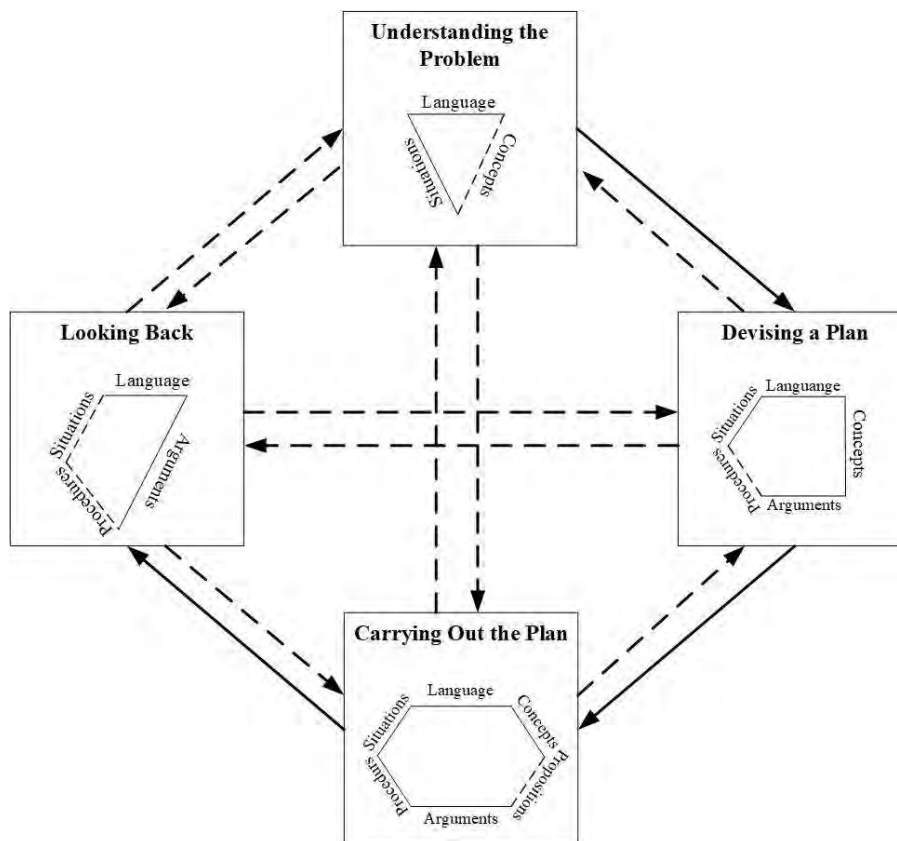 Understanding the
Problem
Language
Situations
Concepts
Looking Back
Language
Situations
Procedures
Arguments
Devising a Plan
Languange
Situations
Concepts
Procedures
Arguments
Carrying Out the Plan
Language
Situations
Concepts
Procedurs
Propositions
Arguments